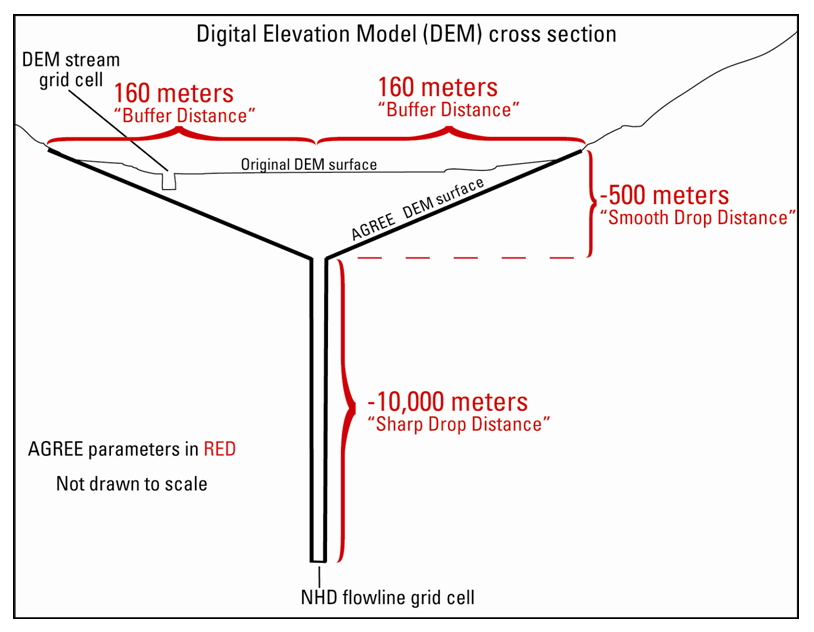 Digital Elevation Model (DEM) cross section
DEM stream
grid cell
160 meters
“Buffer Distance”
160 meters
“Buffer Distance”
Original DEM surface
AGREE DEM surface
-500 meters
“Smooth Drop Distance”
-10,000 meters
“Sharp Drop Distance”
AGREE parameters in RED
Not drawn to scale
NHD flowline grid cell